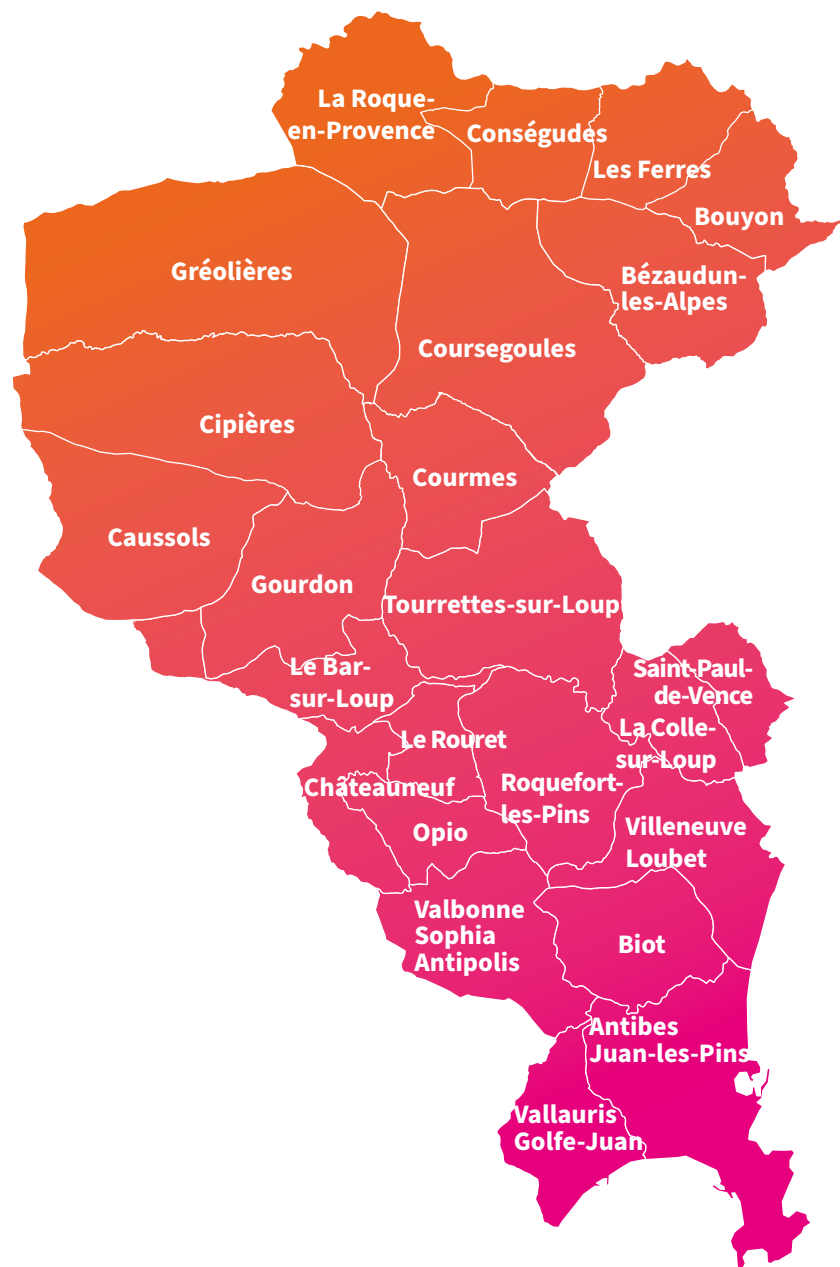 La Roque-
en-Provence
Conségudes
Les Ferres
Bouyon
Gréolières
Bézaudun-
les-Alpes
Coursegoules
Cipières
Courmes
Caussols
Gourdon
Tourrettes-sur-Loup
Le Bar-
sur-Loup
Saint-Paul-
de-Vence
La Colle-
sur-Loup
Le Rouret
Châteauneuf
Roquefort-
les-Pins
Opio
Villeneuve
Loubet
Valbonne
Sophia
Antipolis
Biot
Antibes
Juan-les-Pins
Vallauris
Golfe-Juan